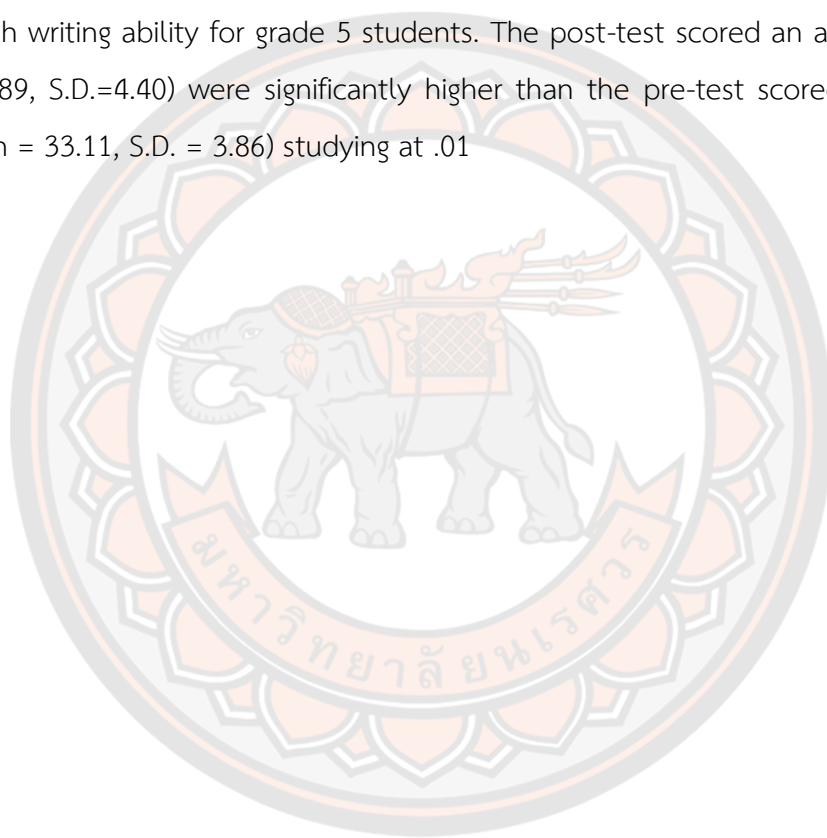 h writing ability for grade 5 students. The post-test scored an a
89, S.D.=4.40) were significantly higher than the pre-test score
= 33.11, S.D. = 3.86) studying at .01
มหาวิทยาลัยนเรศวร